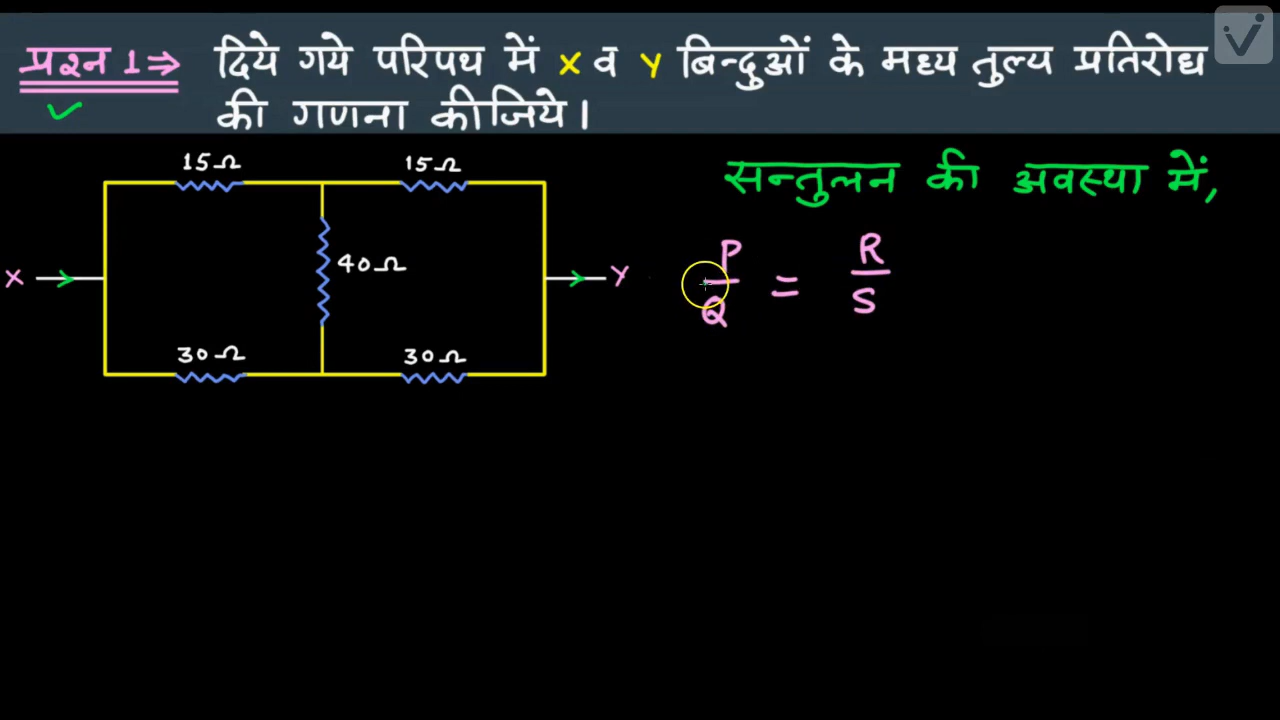 प्रश्न 1⇒ दिये गये परिपथ में X व Y बिन्दुओं के मध्य तुल्य प्रतिरोध
✓ की गणना कीजिये।
15Ω 15Ω
सन्तुलन की अवस्था में,
40Ω
X Y
P/Q = R/S
30Ω 30Ω